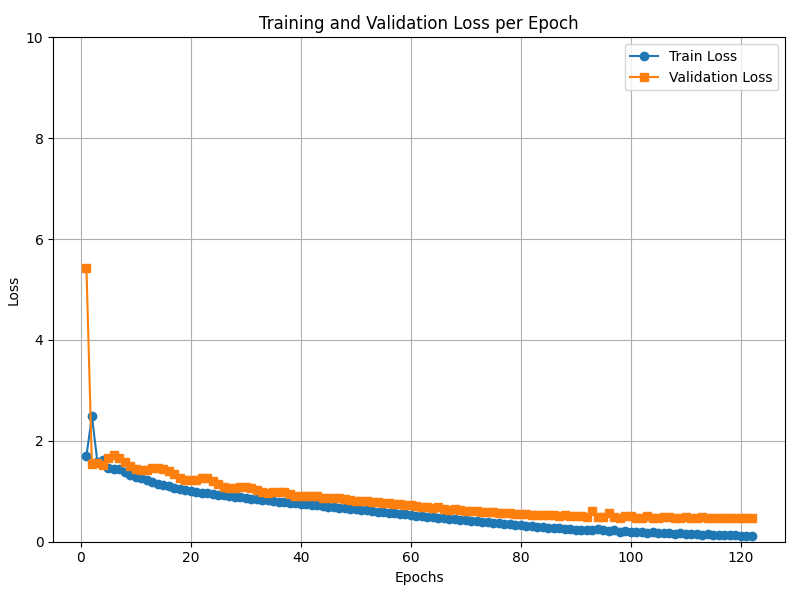 Training and Validation Loss per Epoch
Train Loss
Validation Loss
10
8
6
4
2
0
Loss
0 20 40 60 80 100 120
Epochs